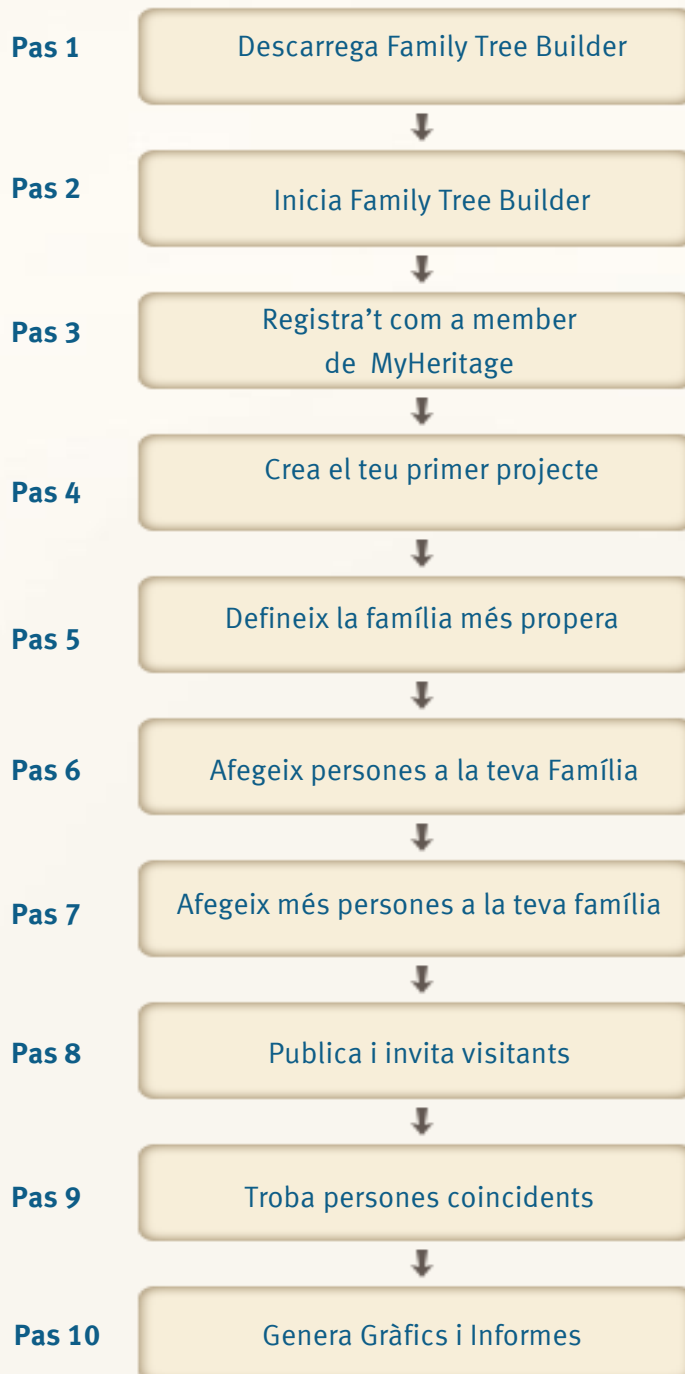 Pas 1
Descarrega Family Tree Builder
Pas 2
Inicia Family Tree Builder
Pas 3
Registra’t com a member
de MyHeritage
Pas 4
Crea el teu primer projecte
Pas 5
Defineix la família més propera
Pas 6
Afegeix persones a la teva Família
Pas 7
Afegeix més persones a la teva família
Pas 8
Publica i invita visitants
Pas 9
Troba persones coincidents
Pas 10
Genera Gràfics i Informes